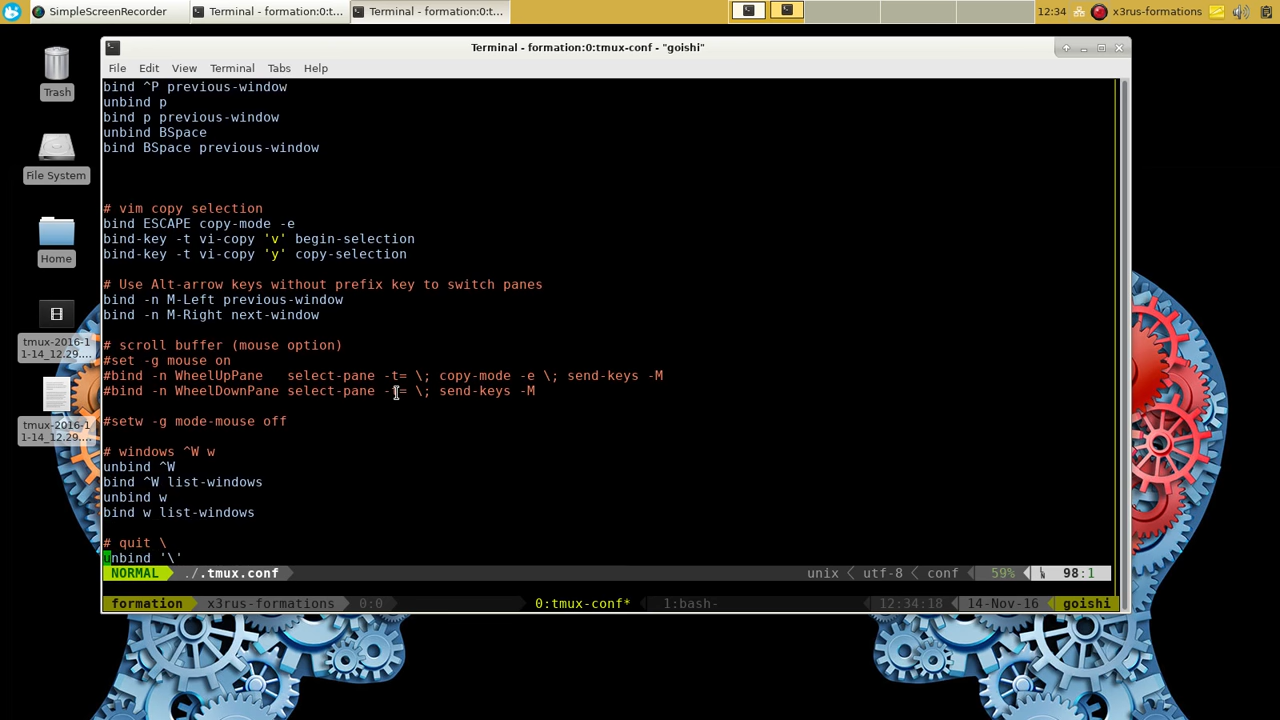 SimpleScreenRecorder
Terminal - formation:0:t...
Terminal - formation:0:t...
12:34
x3rus-formations
Trash
File System
Home
tmux-2016-1
1-14_12.29....
tmux-2016-1
1-14_12.29....
Terminal - formation:0:tmux-conf - "goishi"
File Edit View Terminal Tabs Help
bind ^P previous-window
unbind p
bind p previous-window
unbind BSpace
bind BSpace previous-window
# vim copy selection
bind ESCAPE copy-mode -e
bind-key -t vi-copy 'v' begin-selection
bind-key -t vi-copy 'y' copy-selection
# Use Alt-arrow keys without prefix key to switch panes
bind -n M-Left previous-window
bind -n M-Right next-window
# scroll buffer (mouse option)
#set -g mouse on
#bind -n WheelUpPane   select-pane -t= \; copy-mode -e \; send-keys -M
#bind -n WheelDownPane select-pane -t= \; send-keys -M
#setw -g mode-mouse off
# windows ^W w
unbind ^W
bind ^W list-windows
unbind w
bind w list-windows
# quit \
unbind '\'
NORMAL ./.tmux.conf unix utf-8 conf 59% 98:1
formation x3rus-formations 0:0 0:tmux-conf* 1:bash- 12:34:18 14-Nov-16 goishi